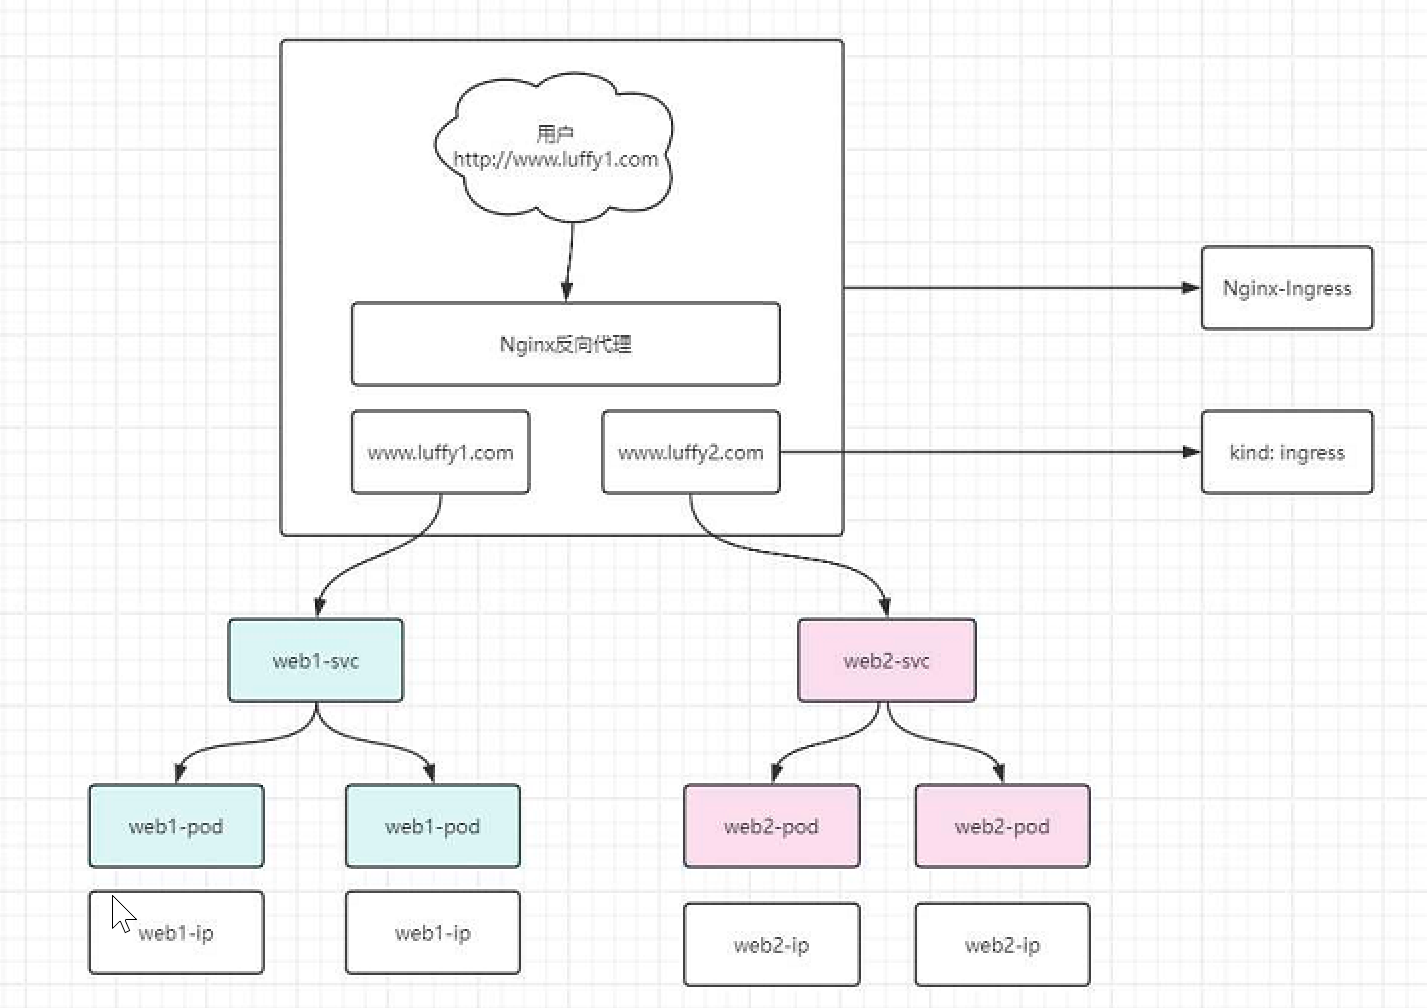 用户
http://www.luffy1.com
Nginx-Ingress
Nginx反向代理
www.luffy1.com
www.luffy2.com
kind: ingress
web1-svc
web2-svc
web1-pod
web1-pod
web2-pod
web2-pod
web1-ip
web1-ip
web2-ip
web2-ip